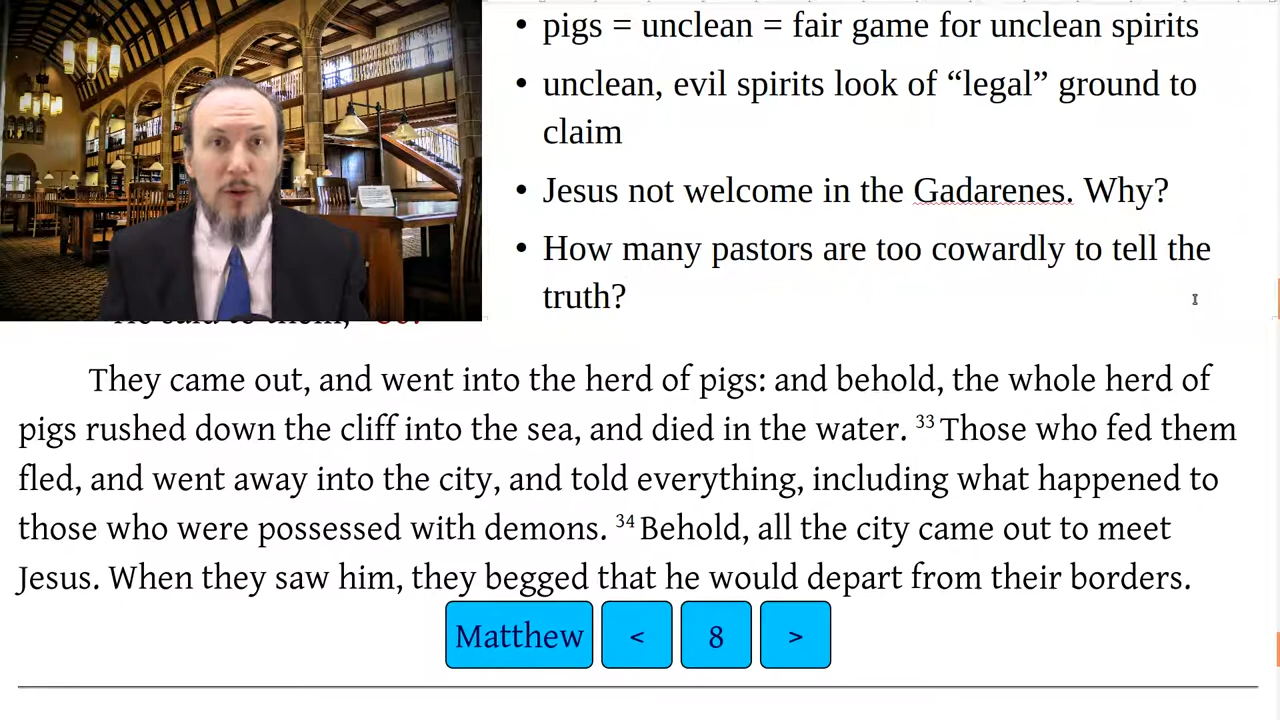 • pigs = unclean = fair game for unclean spirits
• unclean, evil spirits look of “legal” ground to
claim
• Jesus not welcome in the Gadarenes. Why?
• How many pastors are too cowardly to tell the
truth?
They came out, and went into the herd of pigs: and behold, the whole herd of
pigs rushed down the cliff into the sea, and died in the water. 33 Those who fed them
fled, and went away into the city, and told everything, including what happened to
those who were possessed with demons. 34 Behold, all the city came out to meet
Jesus. When they saw him, they begged that he would depart from their borders.
Matthew < 8 >